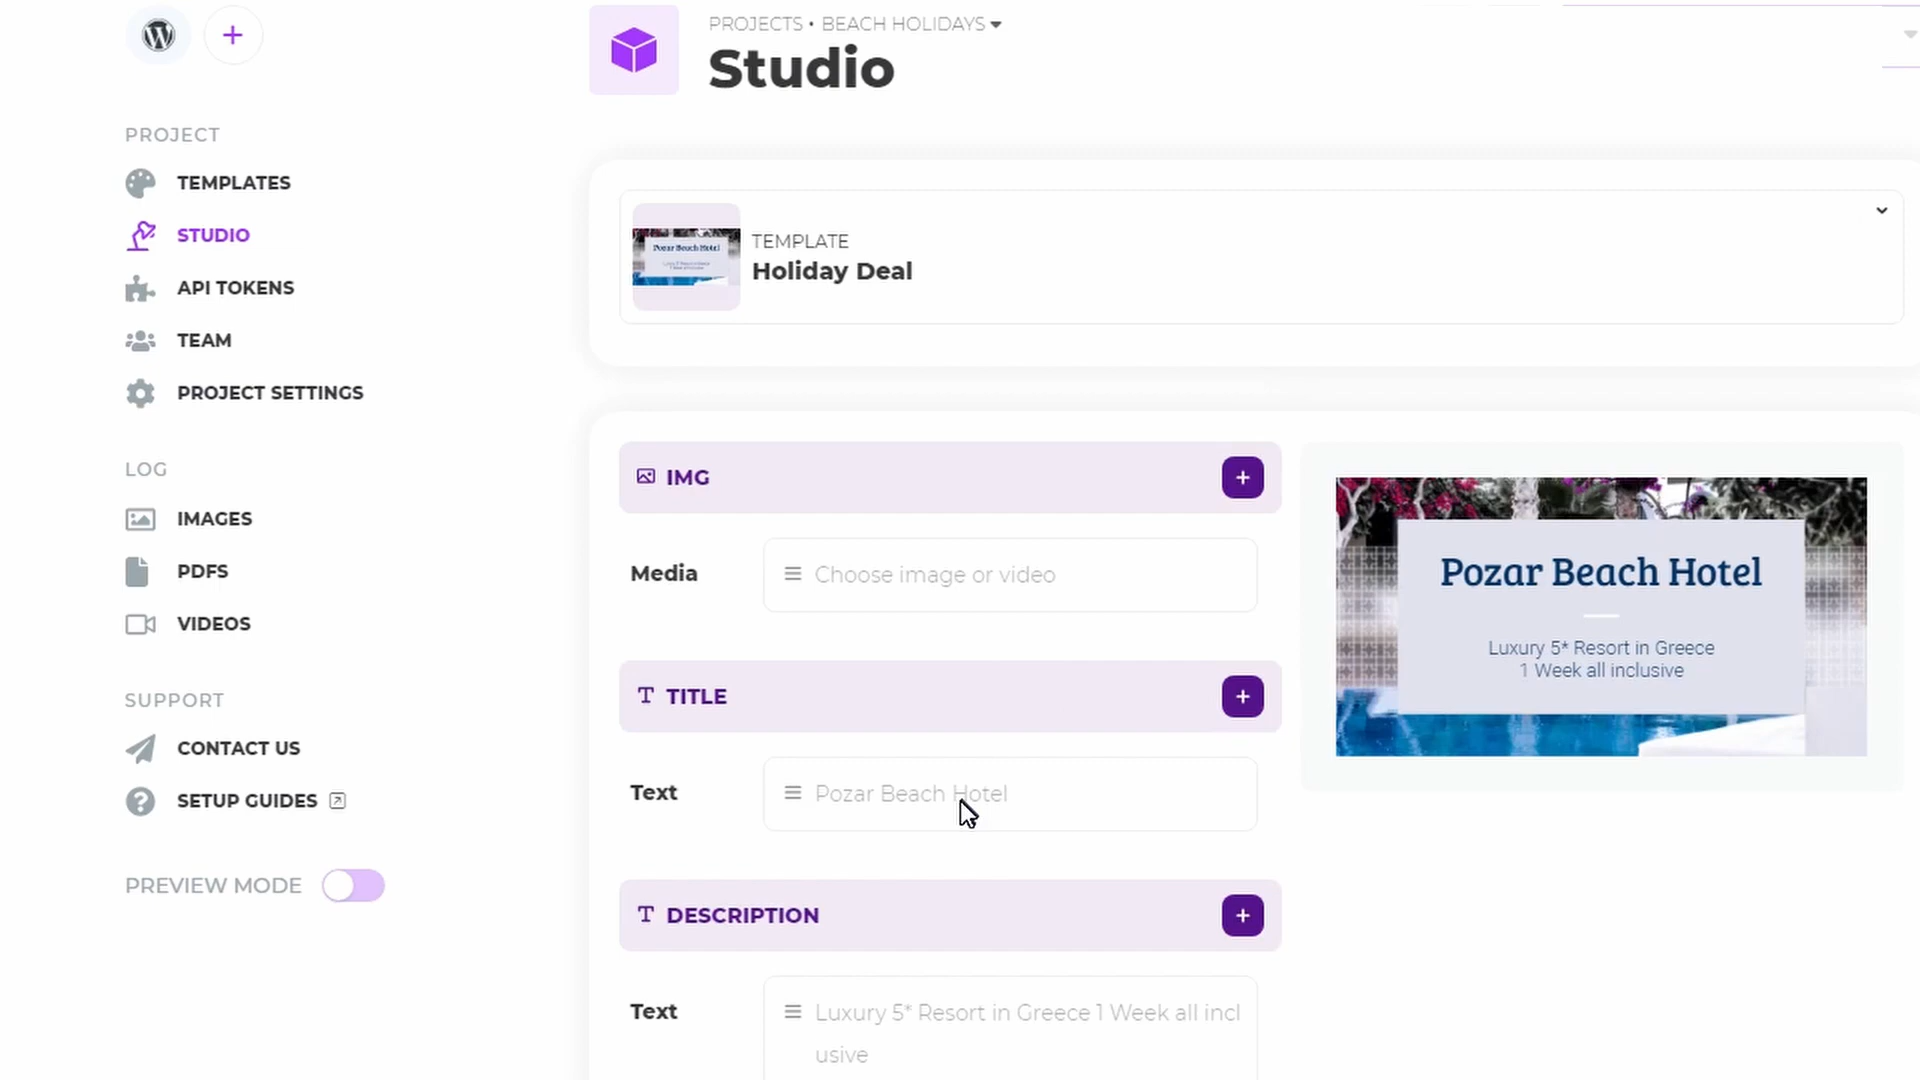 PROJECTS • BEACH HOLIDAYS
Studio
PROJECT
TEMPLATES
STUDIO
API TOKENS
TEAM
PROJECT SETTINGS
LOG
IMAGES
PDFS
VIDEOS
SUPPORT
CONTACT US
SETUP GUIDES
PREVIEW MODE
Pozar Beach Hotel
TEMPLATE
Holiday Deal
IMG
Media
Choose image or video
TITLE
Text
Pozar Beach Hotel
DESCRIPTION
Text
Luxury 5* Resort in Greece 1 Week all incl
usive
Pozar Beach Hotel
Luxury 5* Resort in Greece
1 Week all inclusive